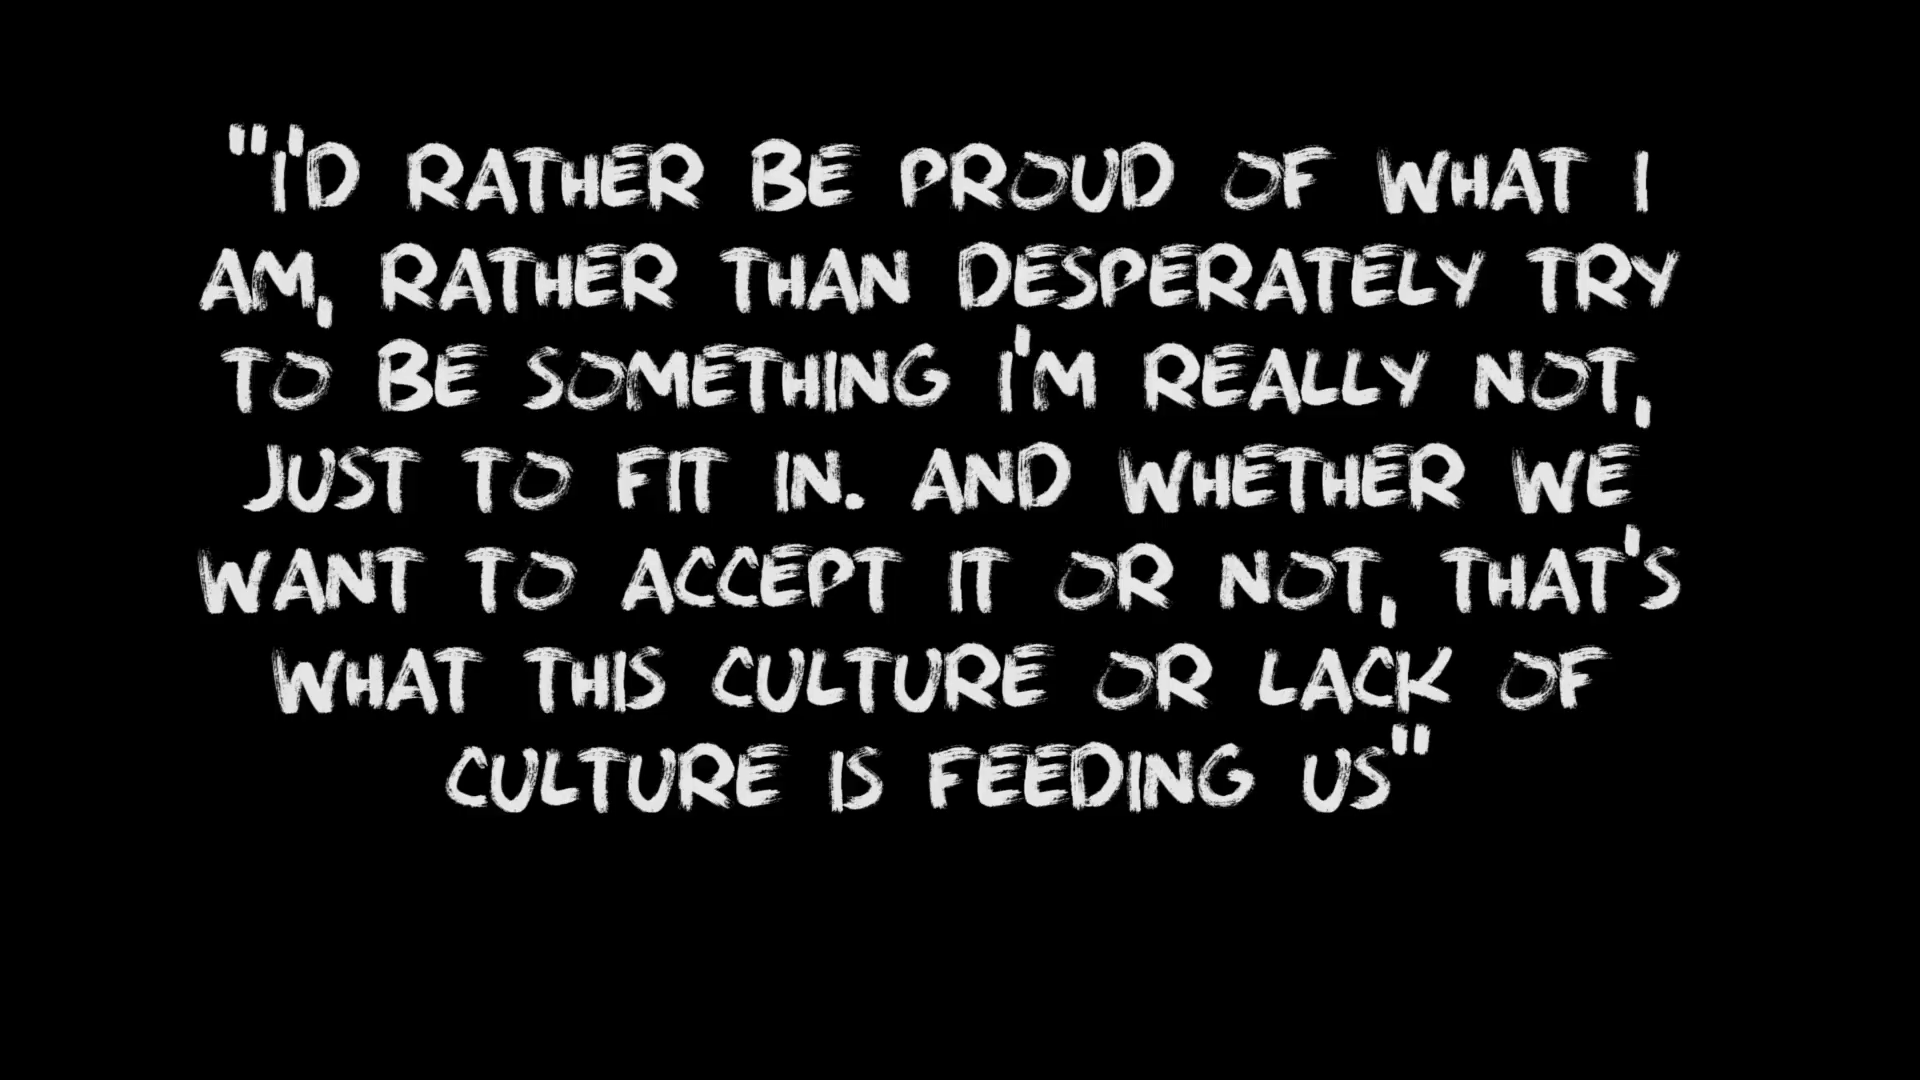 "I'D RATHER BE PROUD OF WHAT I
AM, RATHER THAN DESPERATELY TRY
TO BE SOMETHING I'M REALLY NOT,
JUST TO FIT IN. AND WHETHER WE
WANT TO ACCEPT IT OR NOT, THAT'S
WHAT THIS CULTURE OR LACK OF
CULTURE IS FEEDING US"